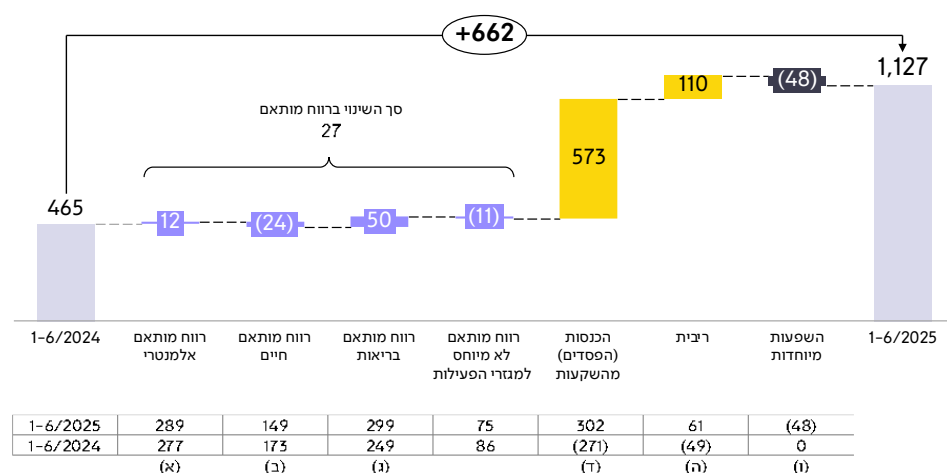 +662
1,127
(48)
110
573
סך השינוי ברווח מותאם
27
465
12
(24)
50
(11)
1-6/2024
רווח מותאם
אלמנטרי
רווח מותאם
חיים
רווח מותאם
בריאות
רווח מותאם
לא מיוחס
למגזרי הפעילות
הכנסות
(הפסדים)
מהשקעות
ריבית
השפעות
מיוחדות
1-6/2025
1-6/2025 289 149 299 75 302 61 (48)
1-6/2024 277 173 249 86 (271) (49) 0
(א) (ב) (ג) (ד) (ה) (ו)